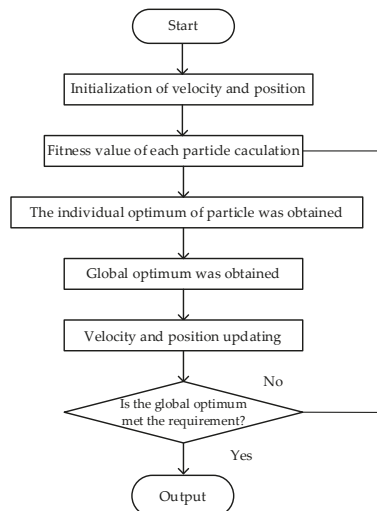 Start
Initialization of velocity and position
Fitness value of each particle caculation
The individual optimum of particle was obtained
Global optimum was obtained
Velocity and position updating
No
Is the global optimum
met the requirement?
Yes
Output